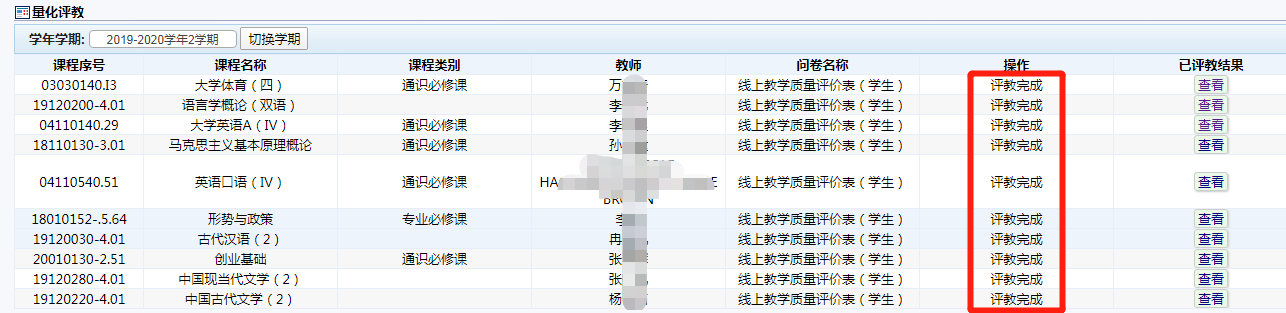 量化评教
学年学期: 2019-2020学年2学期 切换学期
课程序号 课程名称 课程类别 教师 问卷名称 操作 已评教结果
03030140.I3 大学体育（四） 通识必修课 万 线上教学质量评价表（学生） 评教完成 查看
19120200-4.01 语言学概论（双语） 李 线上教学质量评价表（学生） 评教完成 查看
04110140.29 大学英语A（IV） 通识必修课 李 线上教学质量评价表（学生） 评教完成 查看
18110130-3.01 马克思主义基本原理概论 通识必修课 孙 线上教学质量评价表（学生） 评教完成 查看
04110540.51 英语口语（IV） 通识必修课 HA 线上教学质量评价表（学生） 评教完成 查看
18010152-.5.64 形势与政策 专业必修课 李 线上教学质量评价表（学生） 评教完成 查看
19120030-4.01 古代汉语（2） 冉 线上教学质量评价表（学生） 评教完成 查看
20010130-2.51 创业基础 通识必修课 张 线上教学质量评价表（学生） 评教完成 查看
19120280-4.01 中国现当代文学（2） 张 线上教学质量评价表（学生） 评教完成 查看
19120220-4.01 中国古代文学（2） 杨 线上教学质量评价表（学生） 评教完成 查看